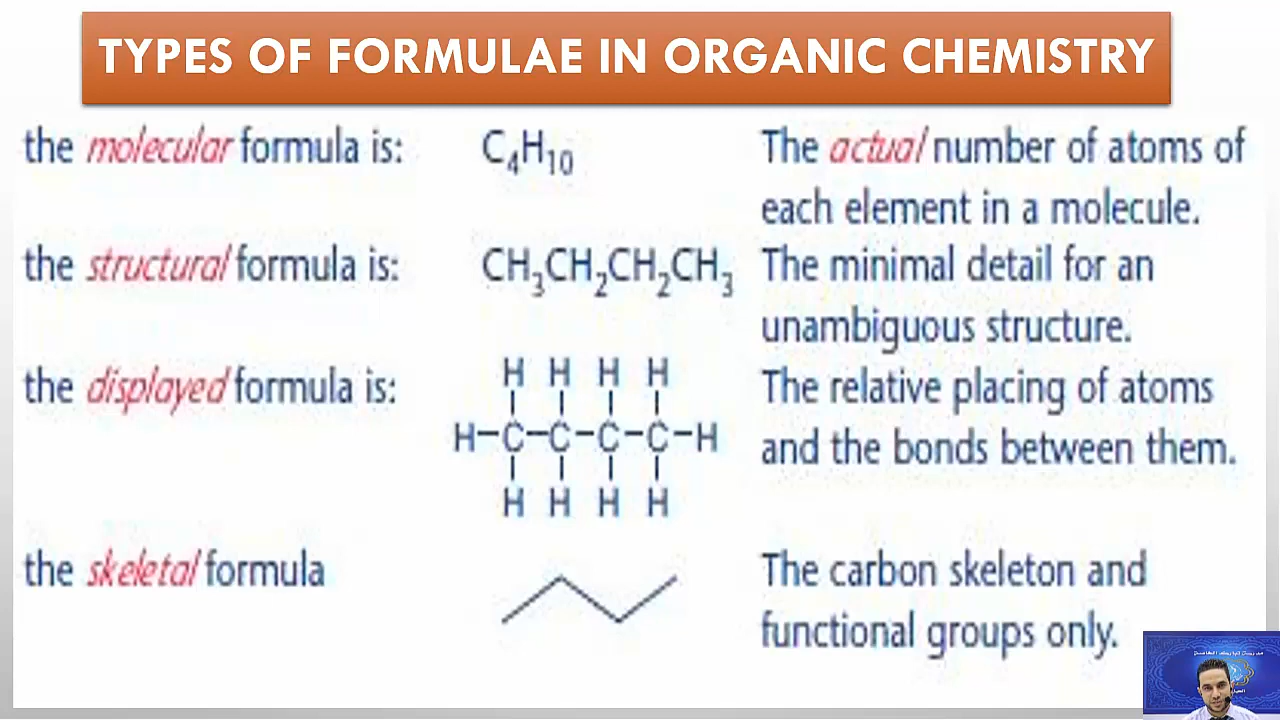 TYPES OF FORMULAE IN ORGANIC CHEMISTRY
the molecular formula is: C₄H₁₀ The actual number of atoms of
each element in a molecule.
the structural formula is: CH₃CH₂CH₂CH₃ The minimal detail for an
unambiguous structure.
the displayed formula is: The relative placing of atoms
and the bonds between them.
H H H H
H–C–C–C–C–H
H H H H
the skeletal formula The carbon skeleton and
functional groups only.